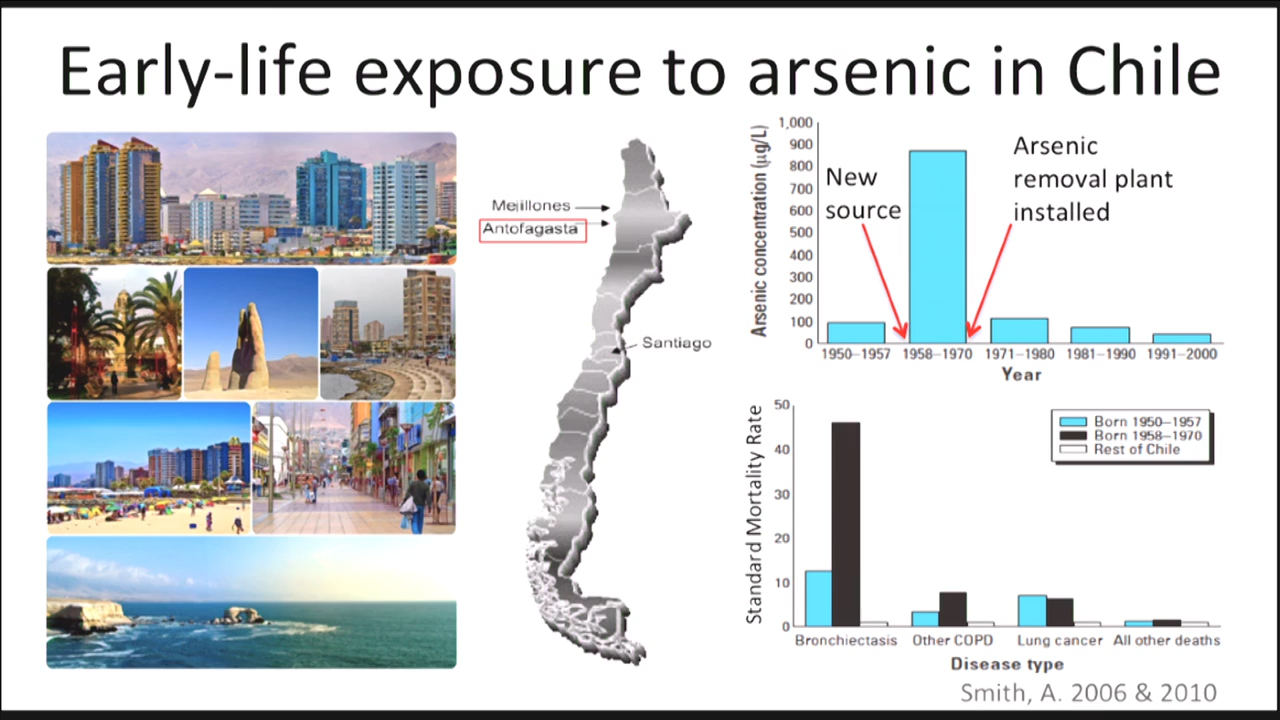 Early-life exposure to arsenic in Chile
Mejillones
Antofagasta
Santiago
Arsenic concentration (µg/L)
1,000
900
800
700
600
500
400
300
200
100
0
New
source
Arsenic
removal plant
installed
1950–1957
1958–1970
1971–1980
1981–1990
1991–2000
Year
Standard Mortality Rate
50
40
30
20
10
0
Born 1950–1957
Born 1958–1970
Rest of Chile
Bronchiectasis
Other COPD
Lung cancer
All other deaths
Disease type
Smith, A. 2006 & 2010